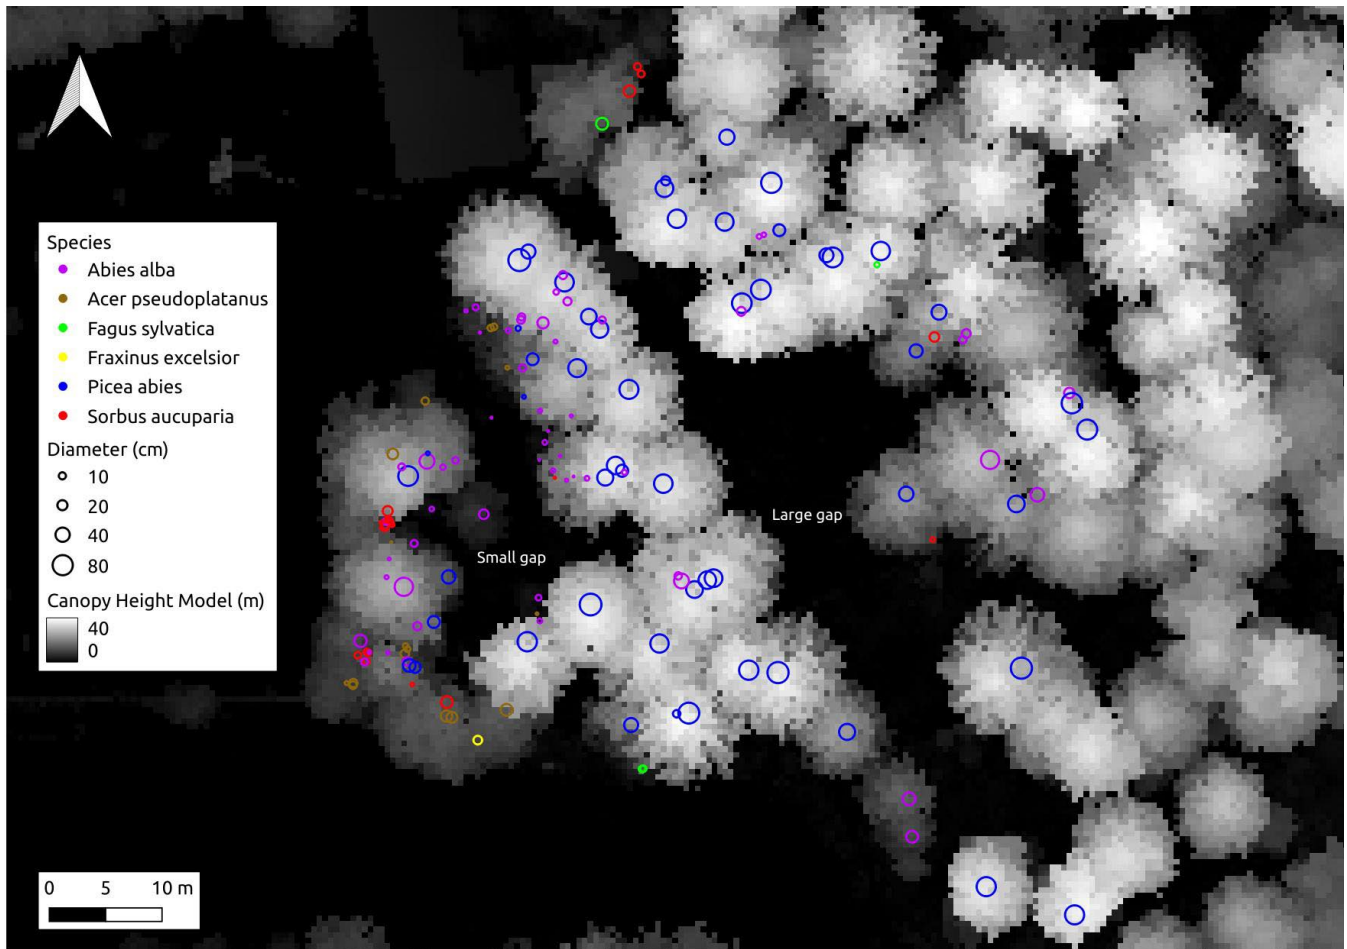 Species
Abies alba
Acer pseudoplatanus
Fagus sylvatica
Fraxinus excelsior
Picea abies
Sorbus aucuparia
Diameter (cm)
10
20
40
80
Canopy Height Model (m)
40
0
Large gap
Small gap
0 5 10 m